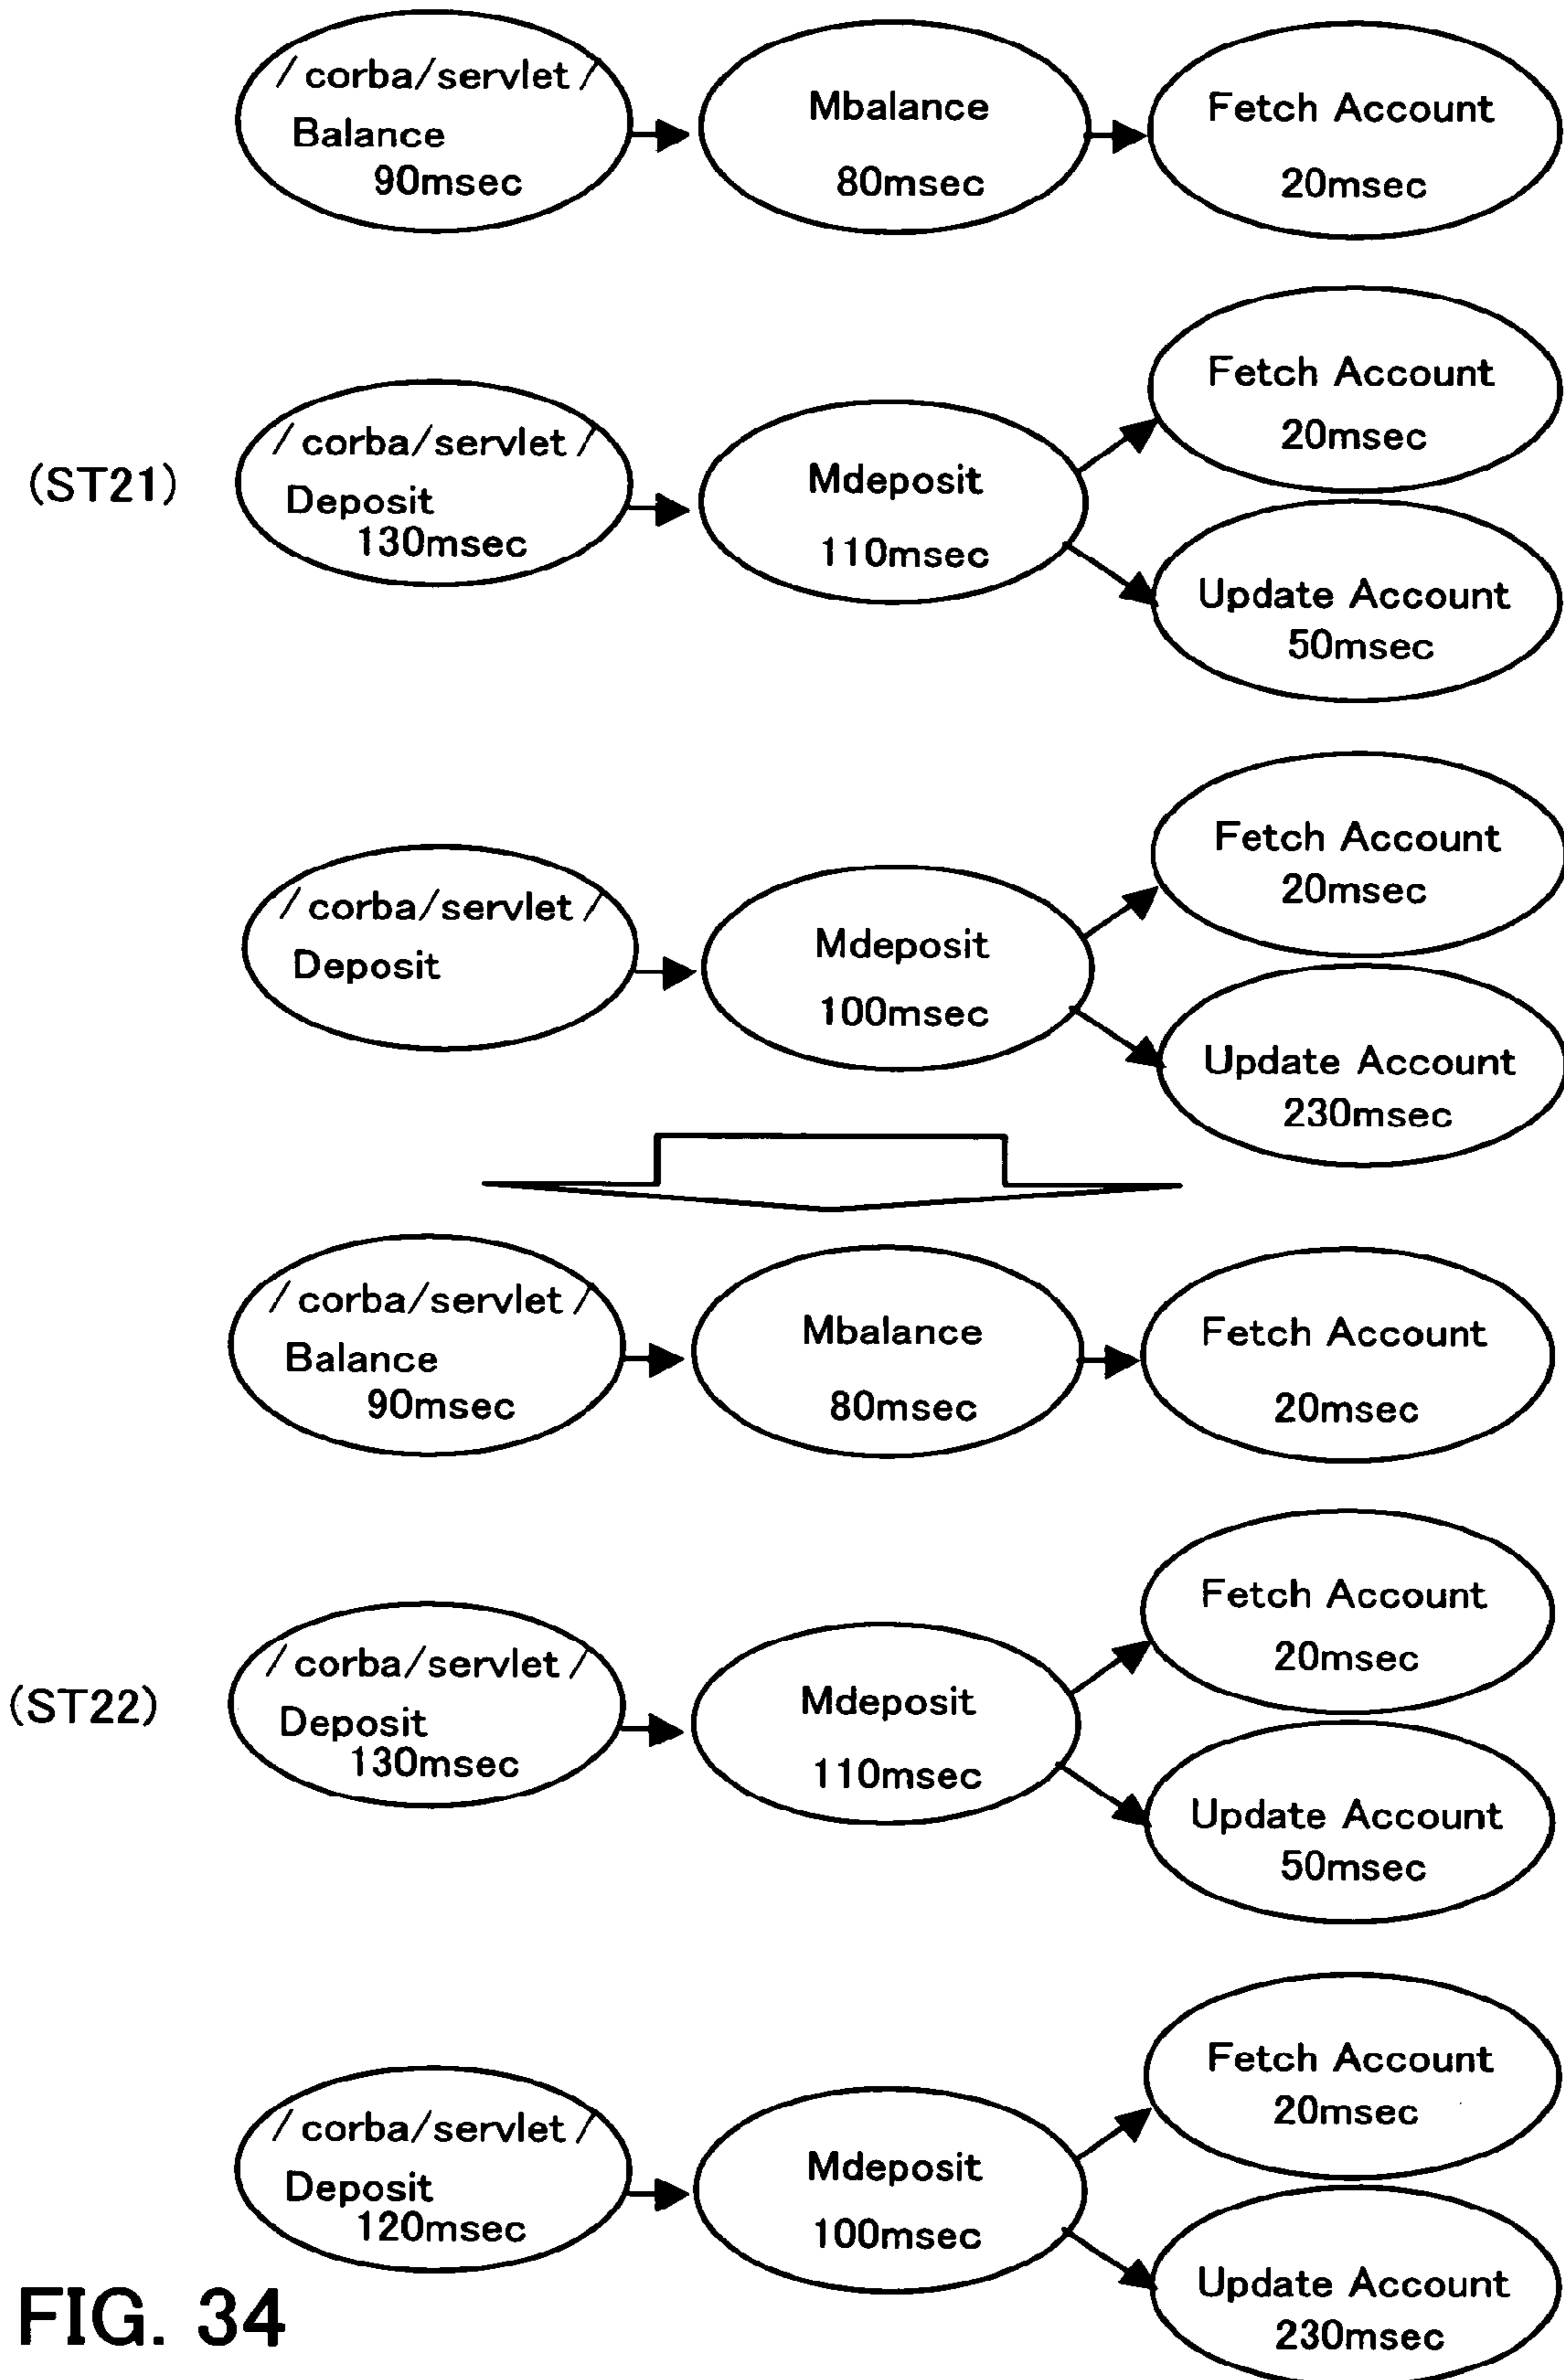 /corba/servlet/
Balance
90msec
Mbalance
80msec
Fetch Account
20msec
(ST21)
/corba/servlet/
Deposit
130msec
Mdeposit
110msec
Fetch Account
20msec
Update Account
50msec
/corba/servlet/
Deposit
Mdeposit
100msec
Fetch Account
20msec
Update Account
230msec
/corba/servlet/
Balance
90msec
Mbalance
80msec
Fetch Account
20msec
(ST22)
/corba/servlet/
Deposit
130msec
Mdeposit
110msec
Fetch Account
20msec
Update Account
50msec
/corba/servlet/
Deposit
120msec
Mdeposit
100msec
Fetch Account
20msec
Update Account
230msec
FIG. 34